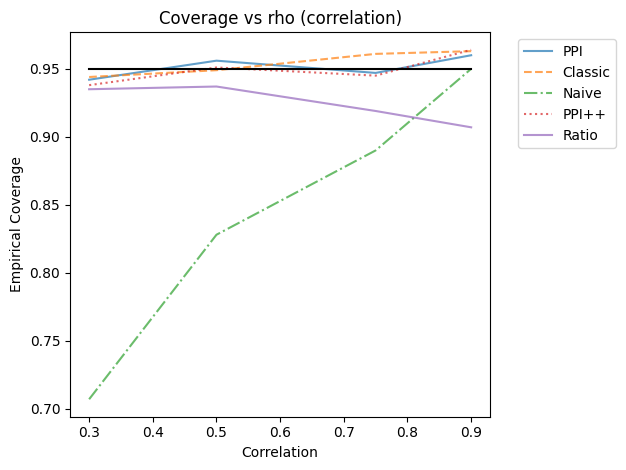 Coverage vs rho (correlation)
PPI
Classic
Naive
PPI++
Ratio
Empirical Coverage
0.95
0.90
0.85
0.80
0.75
0.70
0.3 0.4 0.5 0.6 0.7 0.8 0.9
Correlation